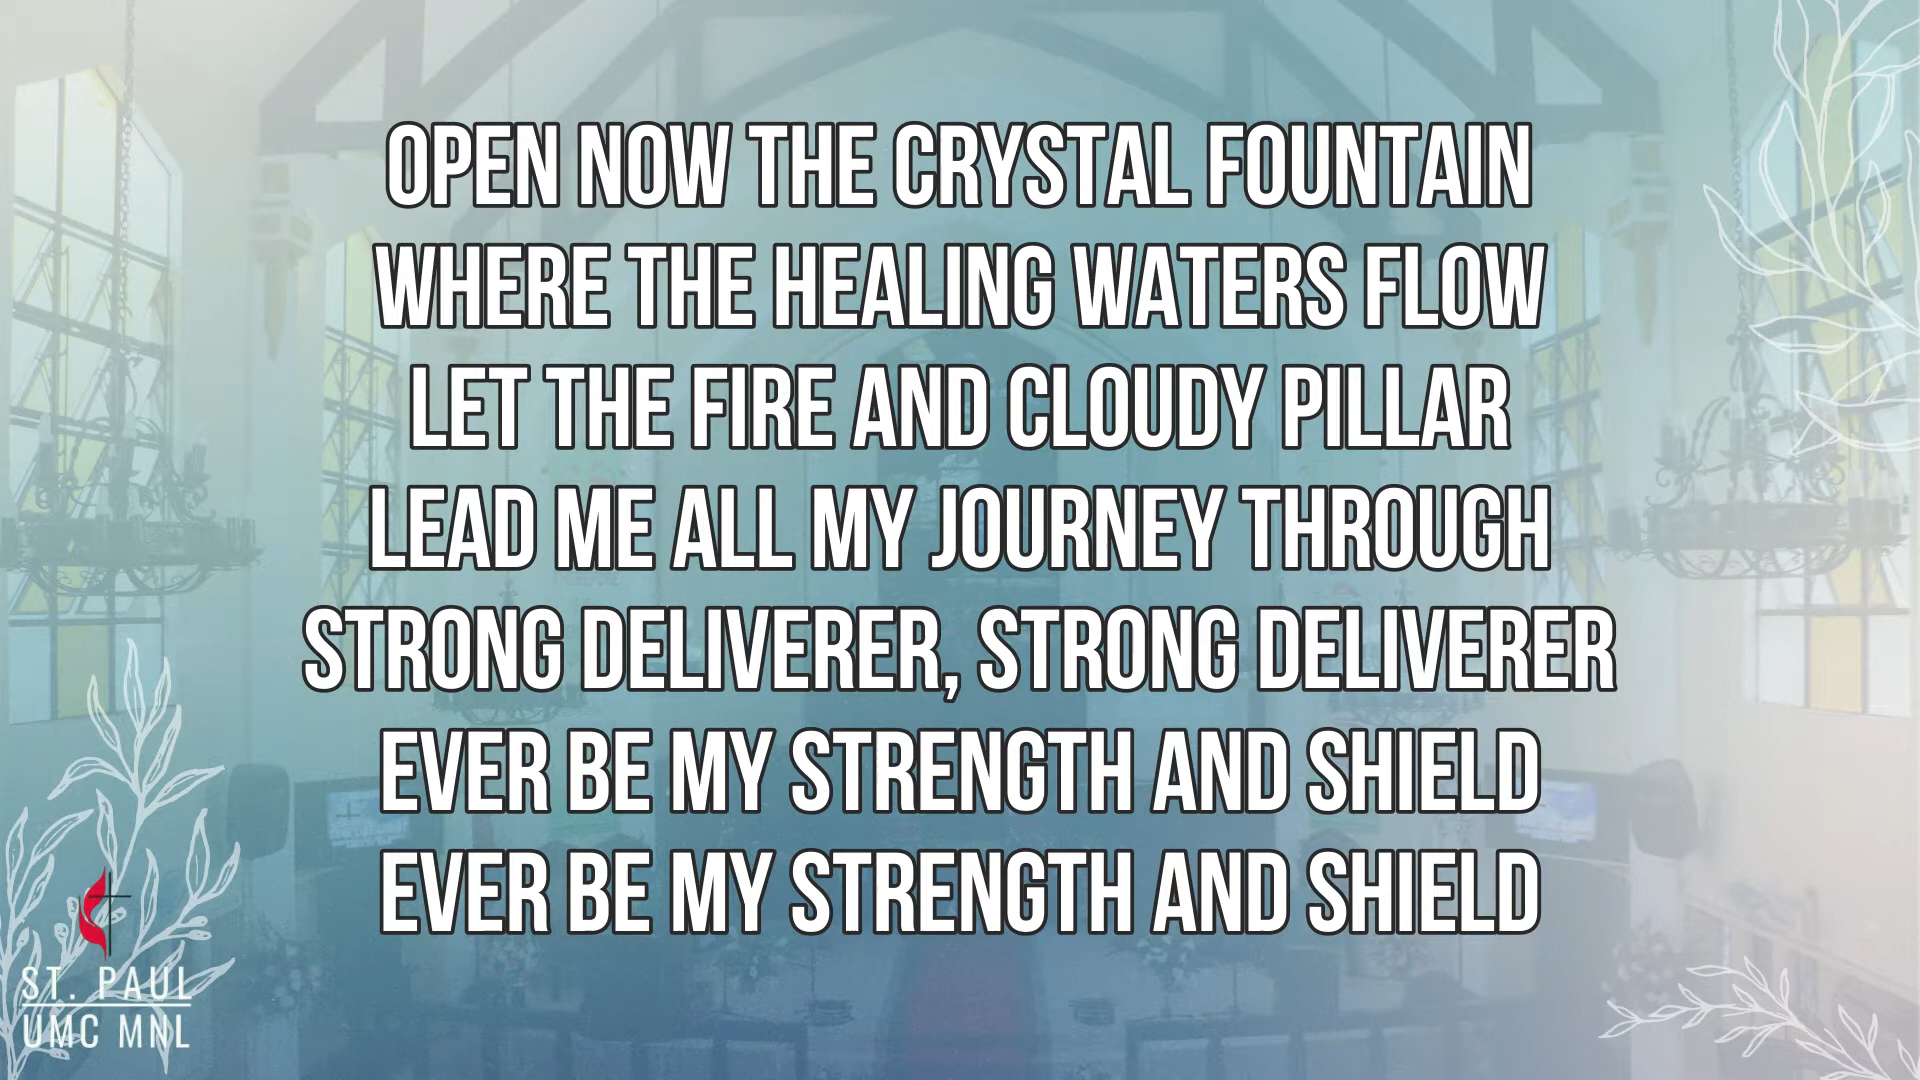 OPEN NOW THE CRYSTAL FOUNTAIN
WHERE THE HEALING WATERS FLOW
LET THE FIRE AND CLOUDY PILLAR
LEAD ME ALL MY JOURNEY THROUGH
STRONG DELIVERER, STRONG DELIVERER
EVER BE MY STRENGTH AND SHIELD
EVER BE MY STRENGTH AND SHIELD
ST. PAUL
UMC MNL